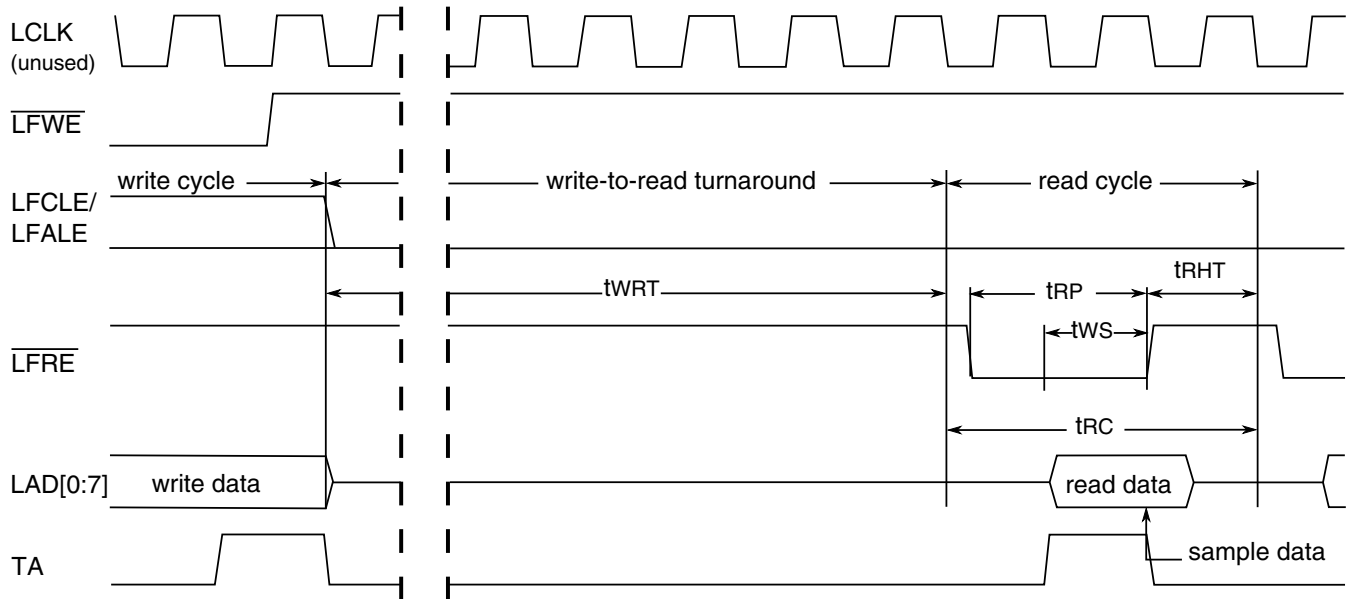 LCLK
(unused)
LFWE
write cycle
write-to-read turnaround
read cycle
LFCLE/
LFALE
tWRT
tRP
tRHT
tWS
LFRE
tRC
LAD[0:7]
write data
read data
sample data
TA